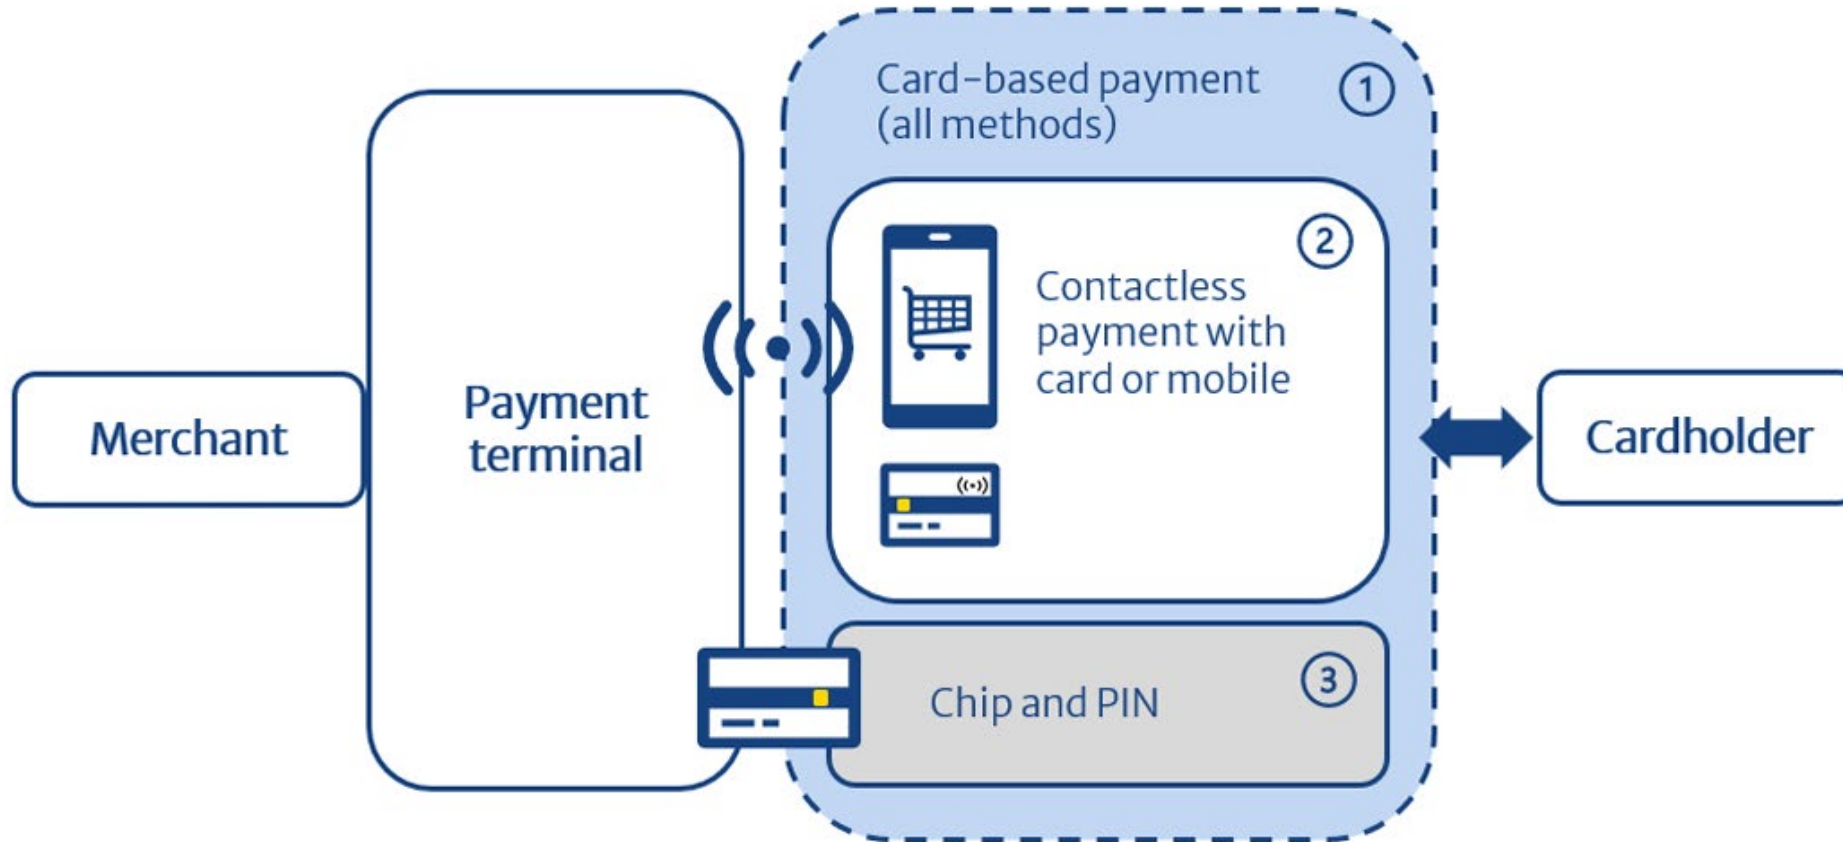 Card-based payment
(all methods)
1
2
Contactless
payment with
card or mobile
Merchant
Payment
terminal
Cardholder
Chip and PIN
3